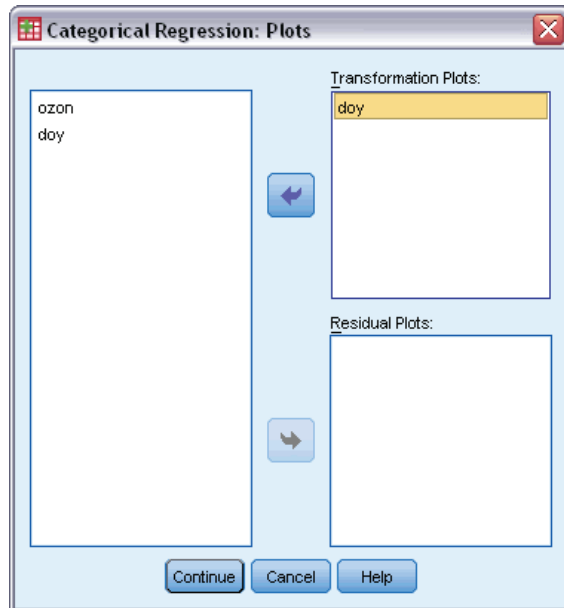 Categorical Regression: Plots
ozon
doy
Transformation Plots:
doy
Residual Plots:
Continue
Cancel
Help